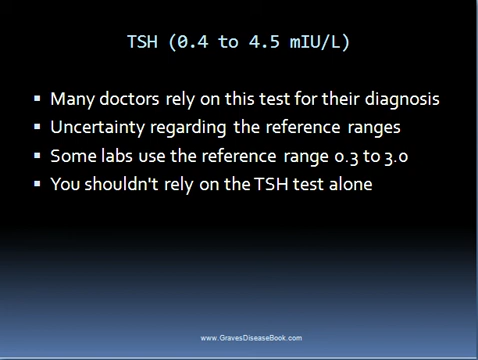 TSH (0.4 to 4.5 mIU/L)
▪ Many doctors rely on this test for their diagnosis
▪ Uncertainty regarding the reference ranges
▪ Some labs use the reference range 0.3 to 3.0
▪ You shouldn't rely on the TSH test alone
www.GravesDiseaseBook.com